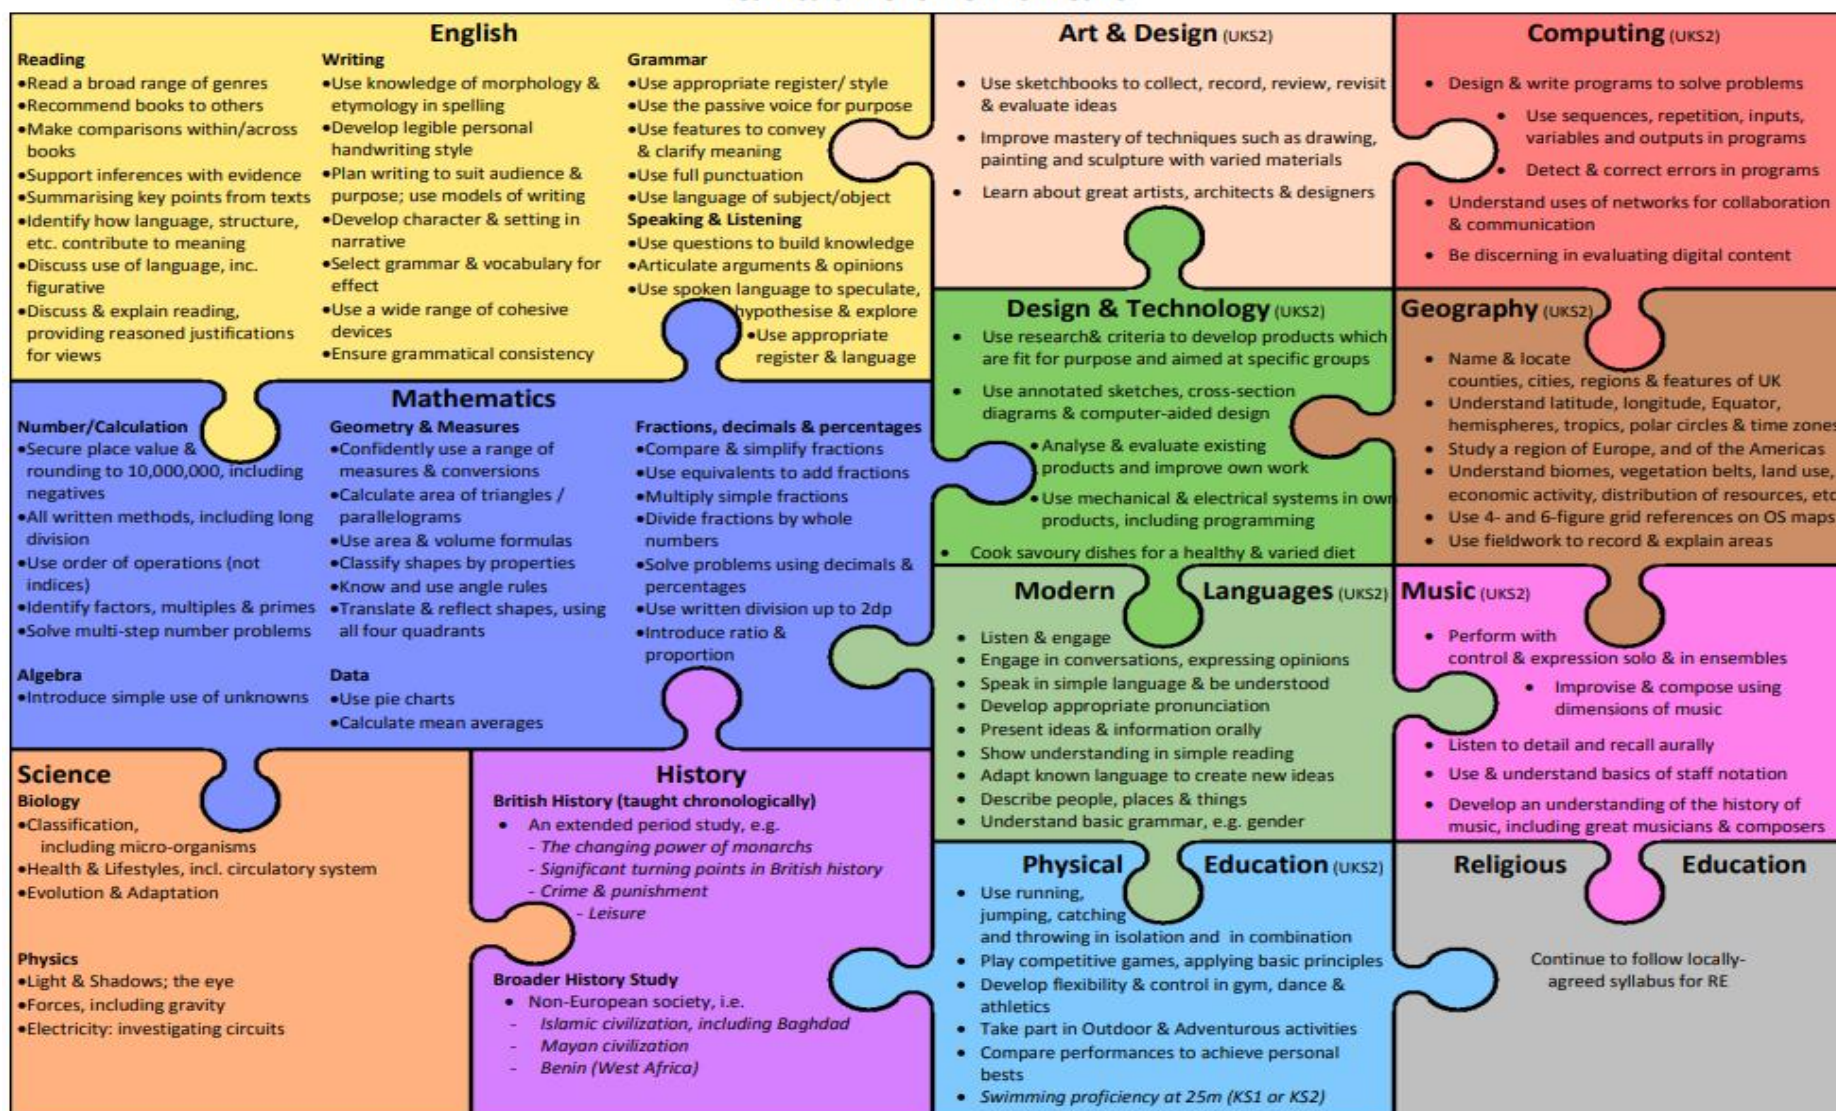 English
Reading
•Read a broad range of genres
•Recommend books to others
•Make comparisons within/across
books
•Support inferences with evidence
•Summarising key points from texts
•Identify how language, structure,
etc. contribute to meaning
•Discuss use of language, inc.
figurative
•Discuss & explain reading,
providing reasoned justifications
for views
Writing
•Use knowledge of morphology &
etymology in spelling
•Develop legible personal
handwriting style
•Plan writing to suit audience &
purpose; use models of writing
•Develop character & setting in
narrative
•Select grammar & vocabulary for
effect
•Use a wide range of cohesive
devices
•Ensure grammatical consistency
Grammar
•Use appropriate register/ style
•Use the passive voice for purpose
•Use features to convey
& clarify meaning
•Use full punctuation
•Use language of subject/object
Speaking & Listening
•Use questions to build knowledge
•Articulate arguments & opinions
•Use spoken language to speculate,
hypothesise & explore
•Use appropriate
register & language
Art & Design (UKS2)
• Use sketchbooks to collect, record, review, revisit
& evaluate ideas
• Improve mastery of techniques such as drawing,
painting and sculpture with varied materials
• Learn about great artists, architects & designers
Computing (UKS2)
• Design & write programs to solve problems
• Use sequences, repetition, inputs,
variables and outputs in programs
• Detect & correct errors in programs
• Understand uses of networks for collaboration
& communication
• Be discerning in evaluating digital content
Design & Technology (UKS2)
• Use research& criteria to develop products which
are fit for purpose and aimed at specific groups
• Use annotated sketches, cross-section
diagrams & computer-aided design
•Analyse & evaluate existing
products and improve own work
•Use mechanical & electrical systems in own
products, including programming
• Cook savoury dishes for a healthy & varied diet
Geography (UKS2)
• Name & locate
counties, cities, regions & features of UK
• Understand latitude, longitude, Equator,
hemispheres, tropics, polar circles & time zones
• Study a region of Europe, and of the Americas
• Understand biomes, vegetation belts, land use,
economic activity, distribution of resources, etc
• Use 4- and 6-figure grid references on OS maps
• Use fieldwork to record & explain areas
Mathematics
Number/Calculation
•Secure place value &
rounding to 10,000,000, including
negatives
•All written methods, including long
division
•Use order of operations (not
indices)
•Identify factors, multiples & primes
•Solve multi-step number problems
Algebra
•Introduce simple use of unknowns
Geometry & Measures
•Confidently use a range of
measures & conversions
•Calculate area of triangles /
parallelograms
•Use area & volume formulas
•Classify shapes by properties
•Know and use angle rules
•Translate & reflect shapes, using
all four quadrants
Data
•Use pie charts
•Calculate mean averages
Fractions, decimals & percentages
•Compare & simplify fractions
•Use equivalents to add fractions
•Multiply simple fractions
•Divide fractions by whole
numbers
•Solve problems using decimals &
percentages
•Use written division up to 2dp
•Introduce ratio &
proportion
Modern Languages (UKS2)
• Listen & engage
• Engage in conversations, expressing opinions
• Speak in simple language & be understood
• Develop appropriate pronunciation
• Present ideas & information orally
• Show understanding in simple reading
• Adapt known language to create new ideas
• Describe people, places & things
• Understand basic grammar, e.g. gender
Music (UKS2)
• Perform with
control & expression solo & in ensembles
• Improvise & compose using
dimensions of music
• Listen to detail and recall aurally
• Use & understand basics of staff notation
• Develop an understanding of the history of
music, including great musicians & composers
Science
Biology
•Classification,
including micro-organisms
•Health & Lifestyles, incl. circulatory system
•Evolution & Adaptation
Physics
•Light & Shadows; the eye
•Forces, including gravity
•Electricity: investigating circuits
History
British History (taught chronologically)
• An extended period study, e.g.
- The changing power of monarchs
- Significant turning points in British history
- Crime & punishment
- Leisure
Broader History Study
• Non-European society, i.e.
- Islamic civilization, including Baghdad
- Mayan civilization
- Benin (West Africa)
Physical Education (UKS2)
• Use running,
jumping, catching
and throwing in isolation and in combination
• Play competitive games, applying basic principles
• Develop flexibility & control in gym, dance &
athletics
• Take part in Outdoor & Adventurous activities
• Compare performances to achieve personal
bests
• Swimming proficiency at 25m (KS1 or KS2)
Religious Education
Continue to follow locally-
agreed syllabus for RE